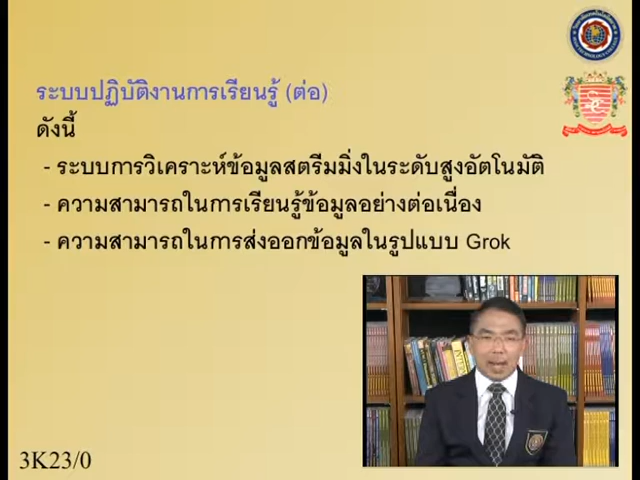 ระบบปฏิบัติงานการเรียนรู้ (ต่อ)
ดังนี้
- ระบบการวิเคราะห์ข้อมูลสตรีมมิ่งในระดับสูงอัตโนมัติ
- ความสามารถในการเรียนรู้ข้อมูลอย่างต่อเนื่อง
- ความสามารถในการส่งออกข้อมูลในรูปแบบ Grok
3K23/0